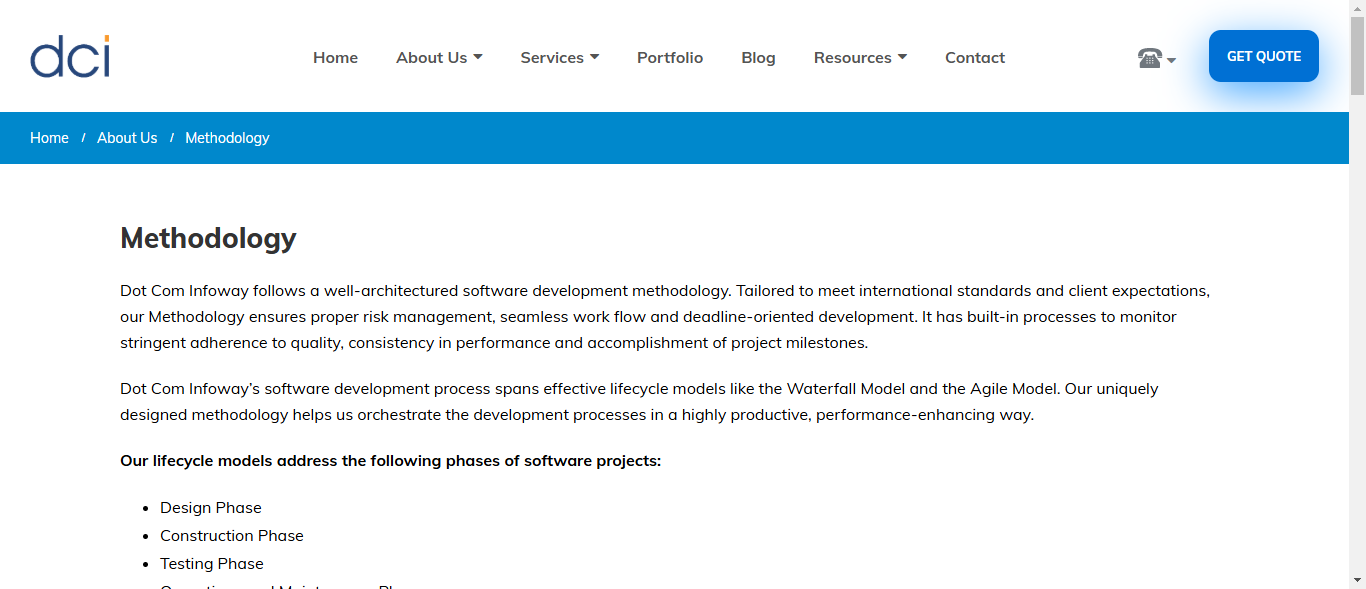 dci
Home
About Us
Services
Portfolio
Blog
Resources
Contact
GET QUOTE
Home / About Us / Methodology
Methodology
Dot Com Infoway follows a well-architectured software development methodology. Tailored to meet international standards and client expectations,
our Methodology ensures proper risk management, seamless work flow and deadline-oriented development. It has built-in processes to monitor
stringent adherence to quality, consistency in performance and accomplishment of project milestones.
Dot Com Infoway’s software development process spans effective lifecycle models like the Waterfall Model and the Agile Model. Our uniquely
designed methodology helps us orchestrate the development processes in a highly productive, performance-enhancing way.
Our lifecycle models address the following phases of software projects:
• Design Phase
• Construction Phase
• Testing Phase